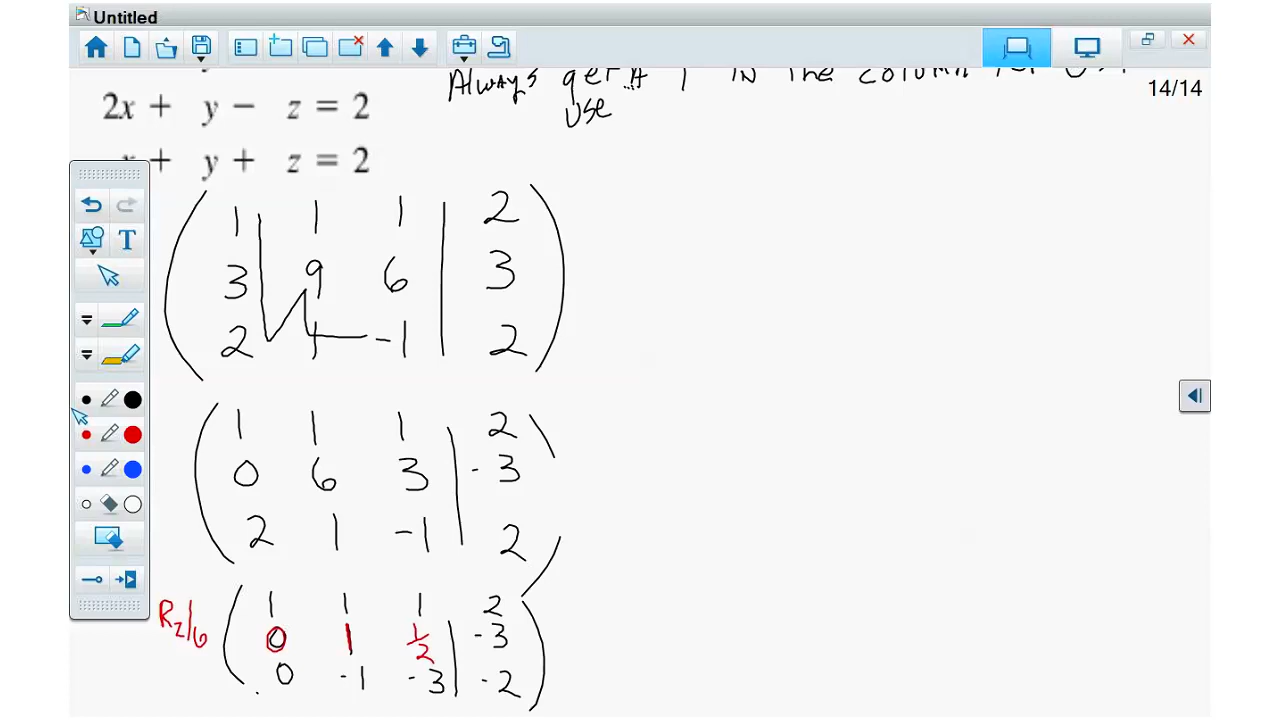 Untitled
Always get A 1 in the column
14/14
2x + y − z = 2
use
x + y + z = 2
1 1 1 2
3 9 6 3
2 1 -1 2
1 1 1 2
0 6 3 -3
2 1 -1 2
1 1 1 2
R2/6 0 1 1/2 -3
0 -1 -3 -2
T